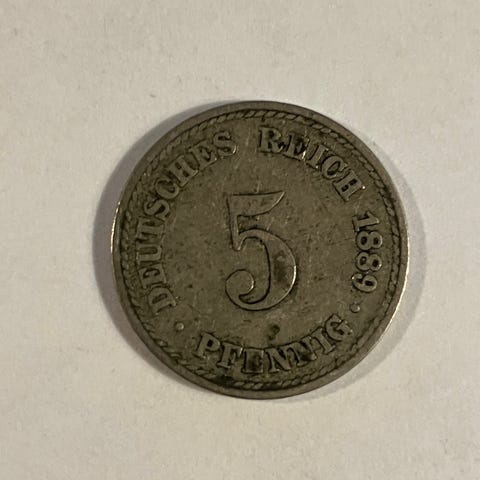 DEUTSCHES REICH 1889
5
· PFENNIG ·